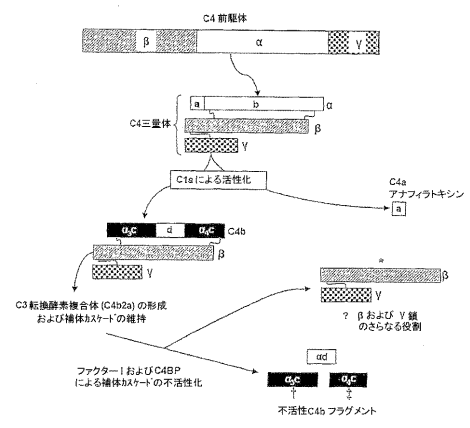 C4 前駆体
β α γ
a b α
C4三量体
β
γ
C1sによる活性化
C4a
アナフィラトキシン
a
α₃c d α₄c C4b
β
γ
*
β
γ
C3 転換酵素複合体 (C4b2a) の形成
および補体カスケードの維持
? βおよび γ 鎖
のさらなる役割
αd
ファクターI および C4BP
による補体カスケードの不活性化
α₃c α₄c
不活性C4b フラグメント